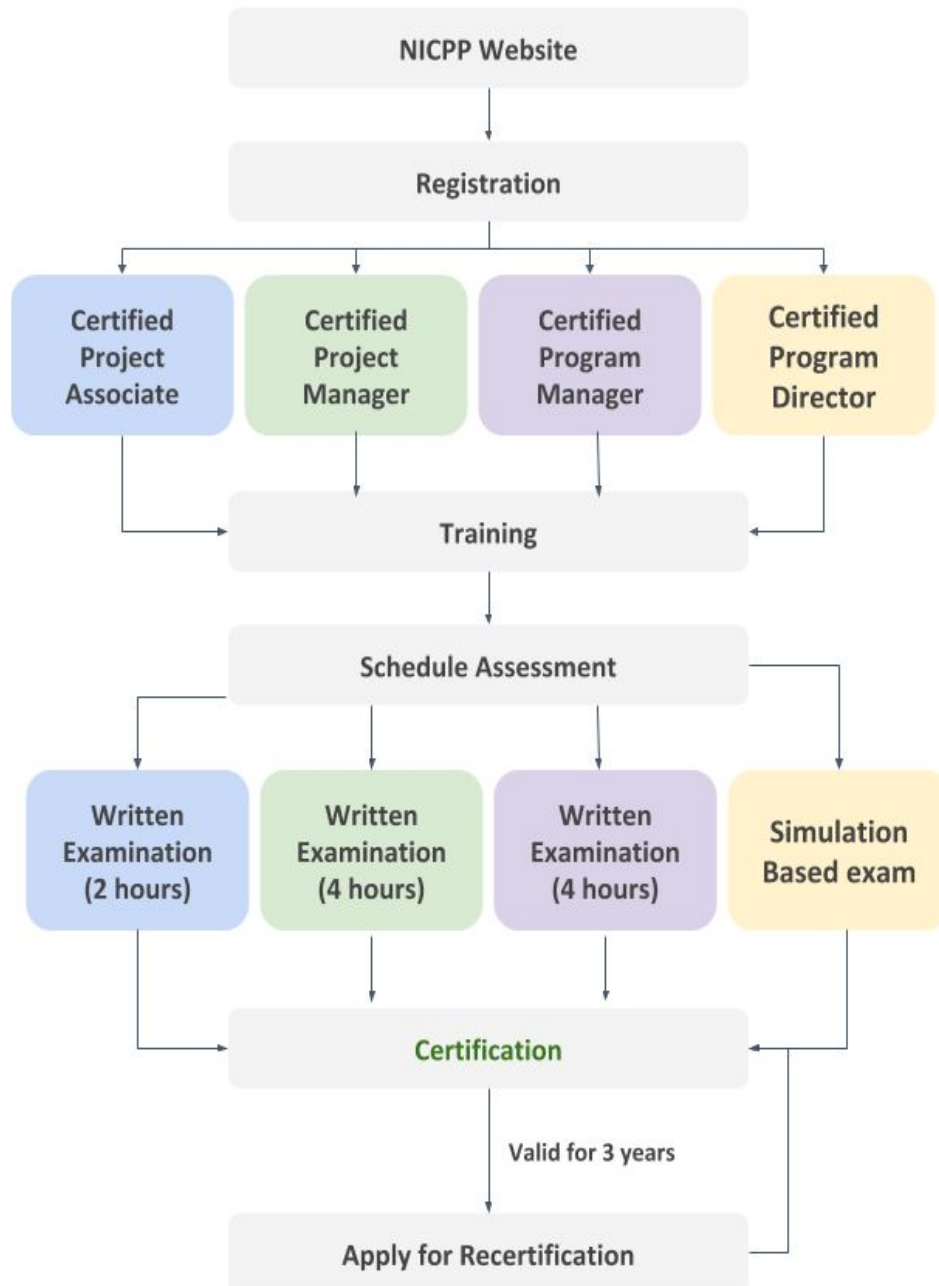 NICPP Website
Registration
Certified
Project
Associate
Certified
Project
Manager
Certified
Program
Manager
Certified
Program
Director
Training
Schedule Assessment
Written
Examination
(2 hours)
Written
Examination
(4 hours)
Written
Examination
(4 hours)
Simulation
Based exam
Certification
Valid for 3 years
Apply for Recertification